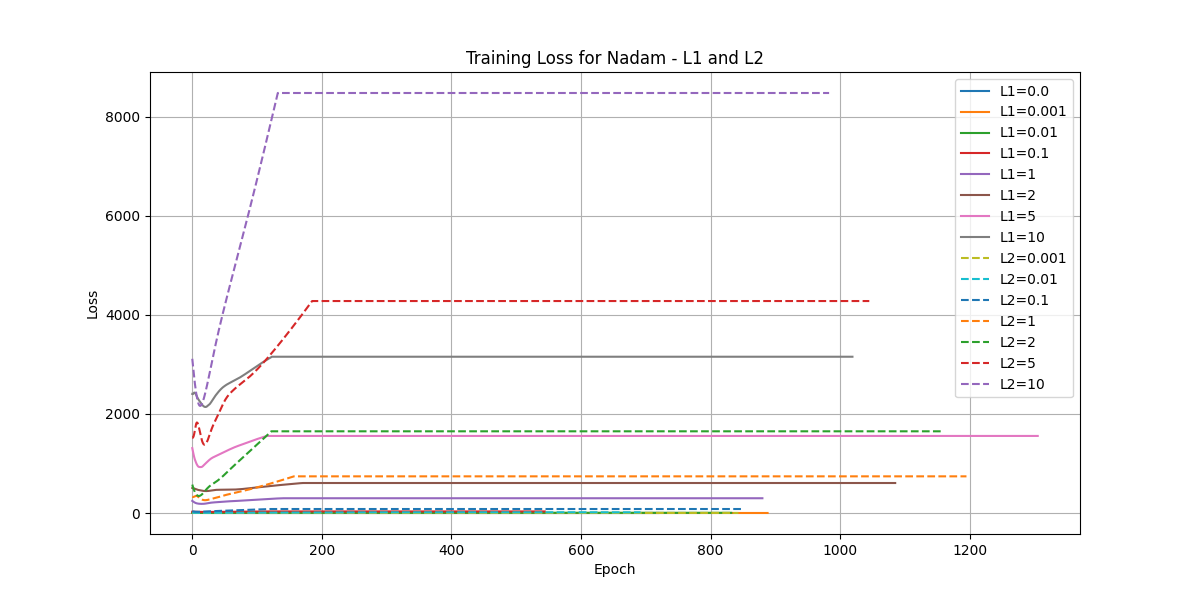 Training Loss for Nadam - L1 and L2
Loss
8000
6000
4000
2000
0
0
200
400
600
800
1000
1200
Epoch
L1=0.0
L1=0.001
L1=0.01
L1=0.1
L1=1
L1=2
L1=5
L1=10
L2=0.001
L2=0.01
L2=0.1
L2=1
L2=2
L2=5
L2=10